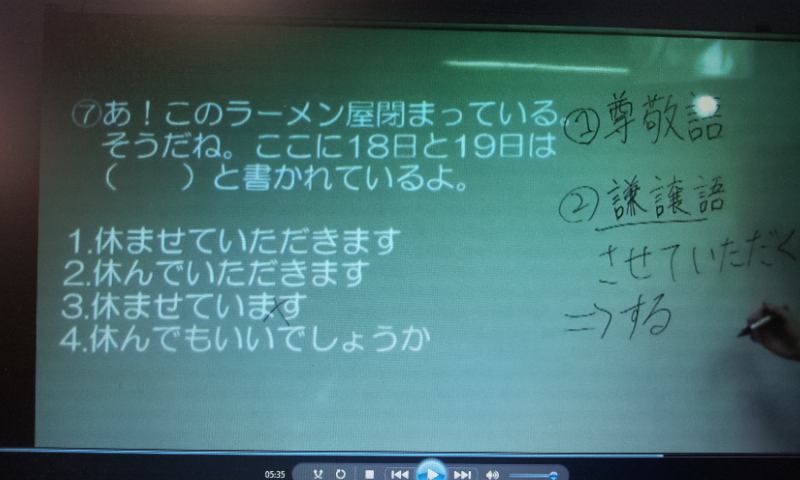 ⑦あ！このラーメン屋閉まっている。
そうだね。ここに18日と19日は
（　　）と書かれているよ。
1.休ませていただきます
2.休んでいただきます
3.休ませています
4.休んでもいいでしょうか
①尊敬語
②謙譲語
させていただく
⇒する
05:35